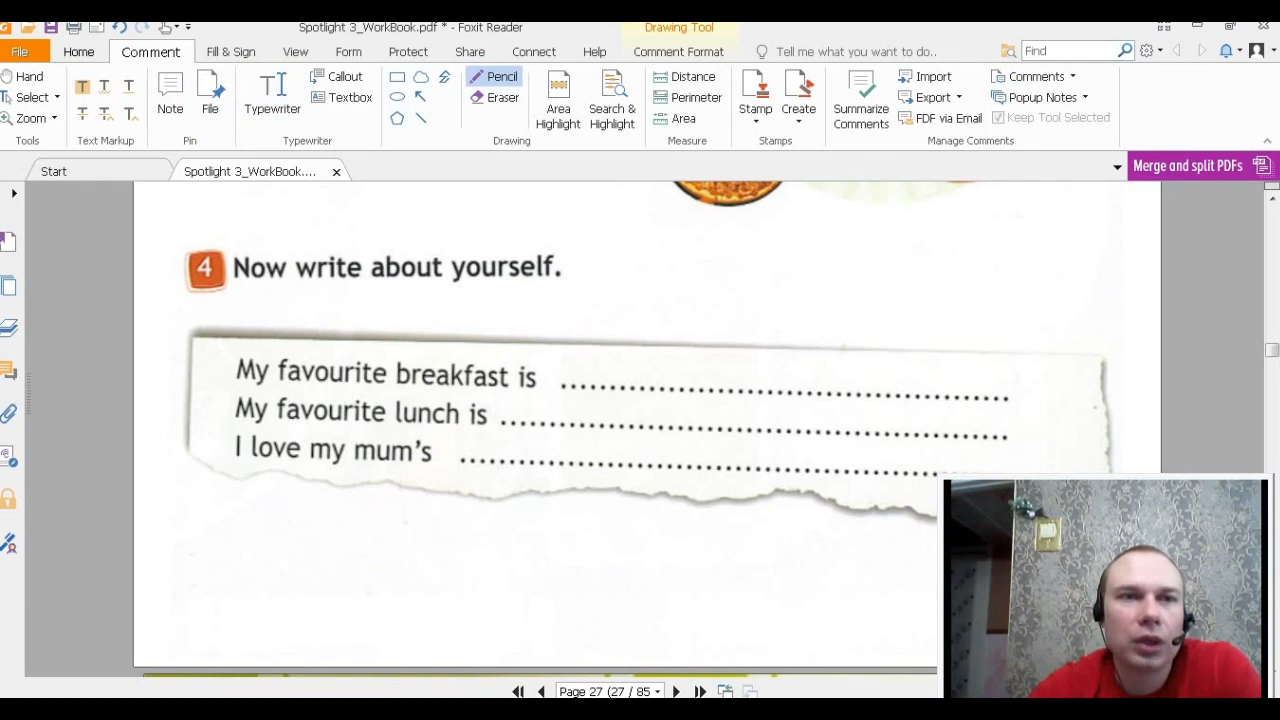 Spotlight 3_WorkBook.pdf * - Foxit Reader
Drawing Tool
File Home Comment Fill & Sign View Form Protect Share Connect Help Comment Format Tell me what you want to do.. Find
Hand
Select
Zoom
Tools
T T T
T T T
Text Markup
Note
File
Pin
Typewriter
Callout
Textbox
Typewriter
Pencil
Eraser
Area Highlight
Search & Highlight
Drawing
Distance
Perimeter
Area
Measure
Stamp
Create
Stamps
Summarize Comments
Import
Export
FDF via Email
Comments
Popup Notes
Keep Tool Selected
Manage Comments
Start
Spotlight 3_WorkBook....
Merge and split PDFs
4 Now write about yourself.
My favourite breakfast is ............................................
My favourite lunch is ..................................................
I love my mum's ................................................
Page 27 (27 / 85